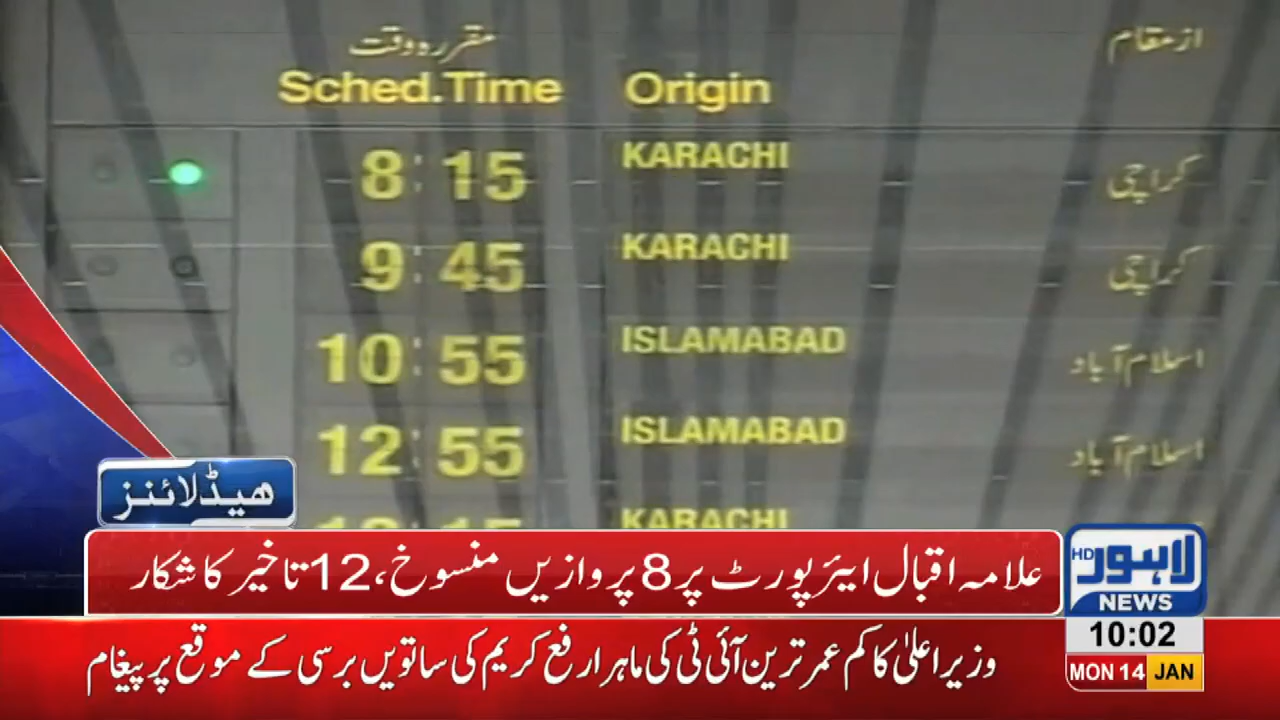 مقررہ وقت
ازمقام
Sched.Time
Origin
8:15 KARACHI کراچی
9:45 KARACHI کراچی
10:55 ISLAMABAD اسلام آباد
12:55 ISLAMABAD اسلام آباد
KARACHI
ھیڈلائنز
علامہ اقبال ایئرپورٹ پر 8 پروازیں منسوخ، 12 تاخیر کا شکار
لاہور HD
NEWS
وزیراعلیٰ کا کم عمر ترین آئی ٹی کی ماہر ارفع کریم کی ساتویں برسی کے موقع پر پیغام
10:02
MON 14 JAN